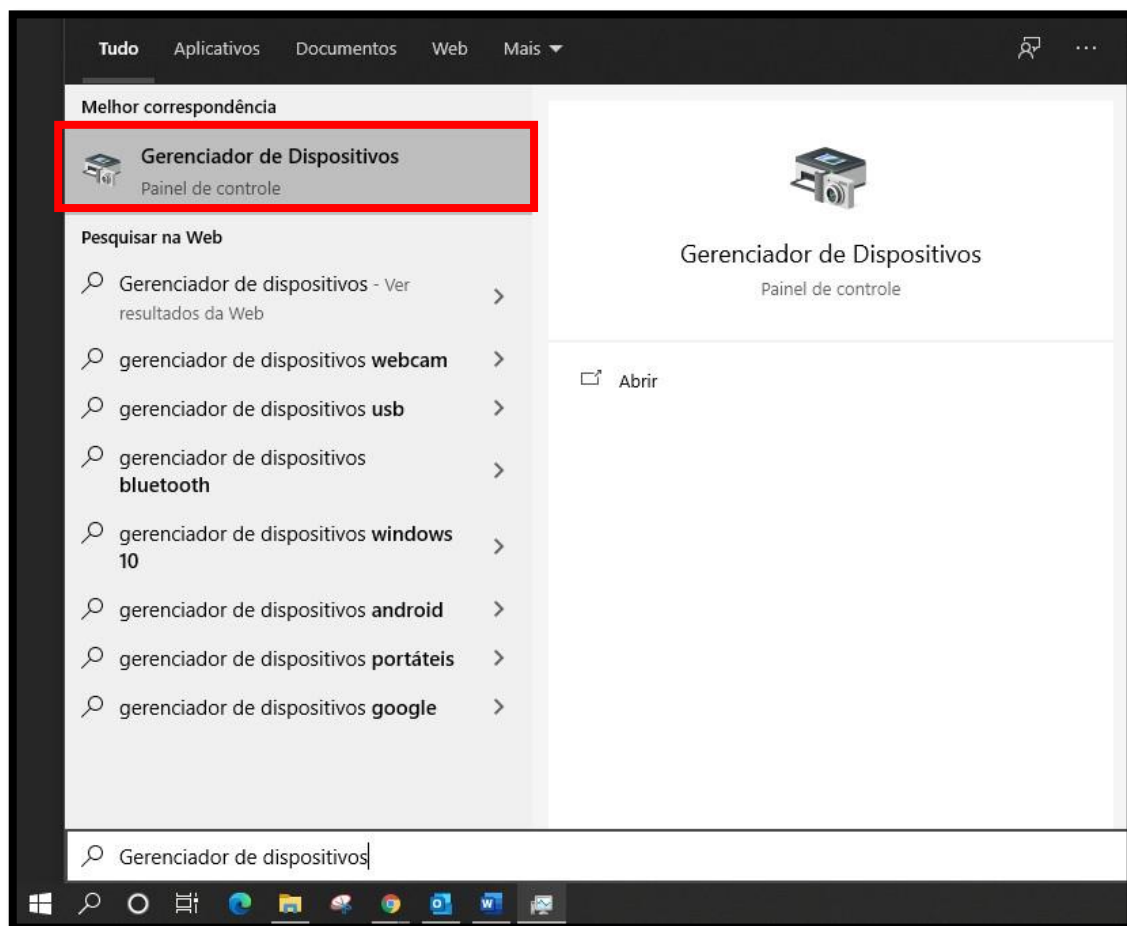 Tudo Aplicativos Documentos Web Mais
Melhor correspondência
Gerenciador de Dispositivos
Painel de controle
Pesquisar na Web
Gerenciador de dispositivos - Ver
resultados da Web
gerenciador de dispositivos webcam
gerenciador de dispositivos usb
gerenciador de dispositivos
bluetooth
gerenciador de dispositivos windows
10
gerenciador de dispositivos android
gerenciador de dispositivos portáteis
gerenciador de dispositivos google
Gerenciador de Dispositivos
Painel de controle
Abrir
Gerenciador de dispositivos